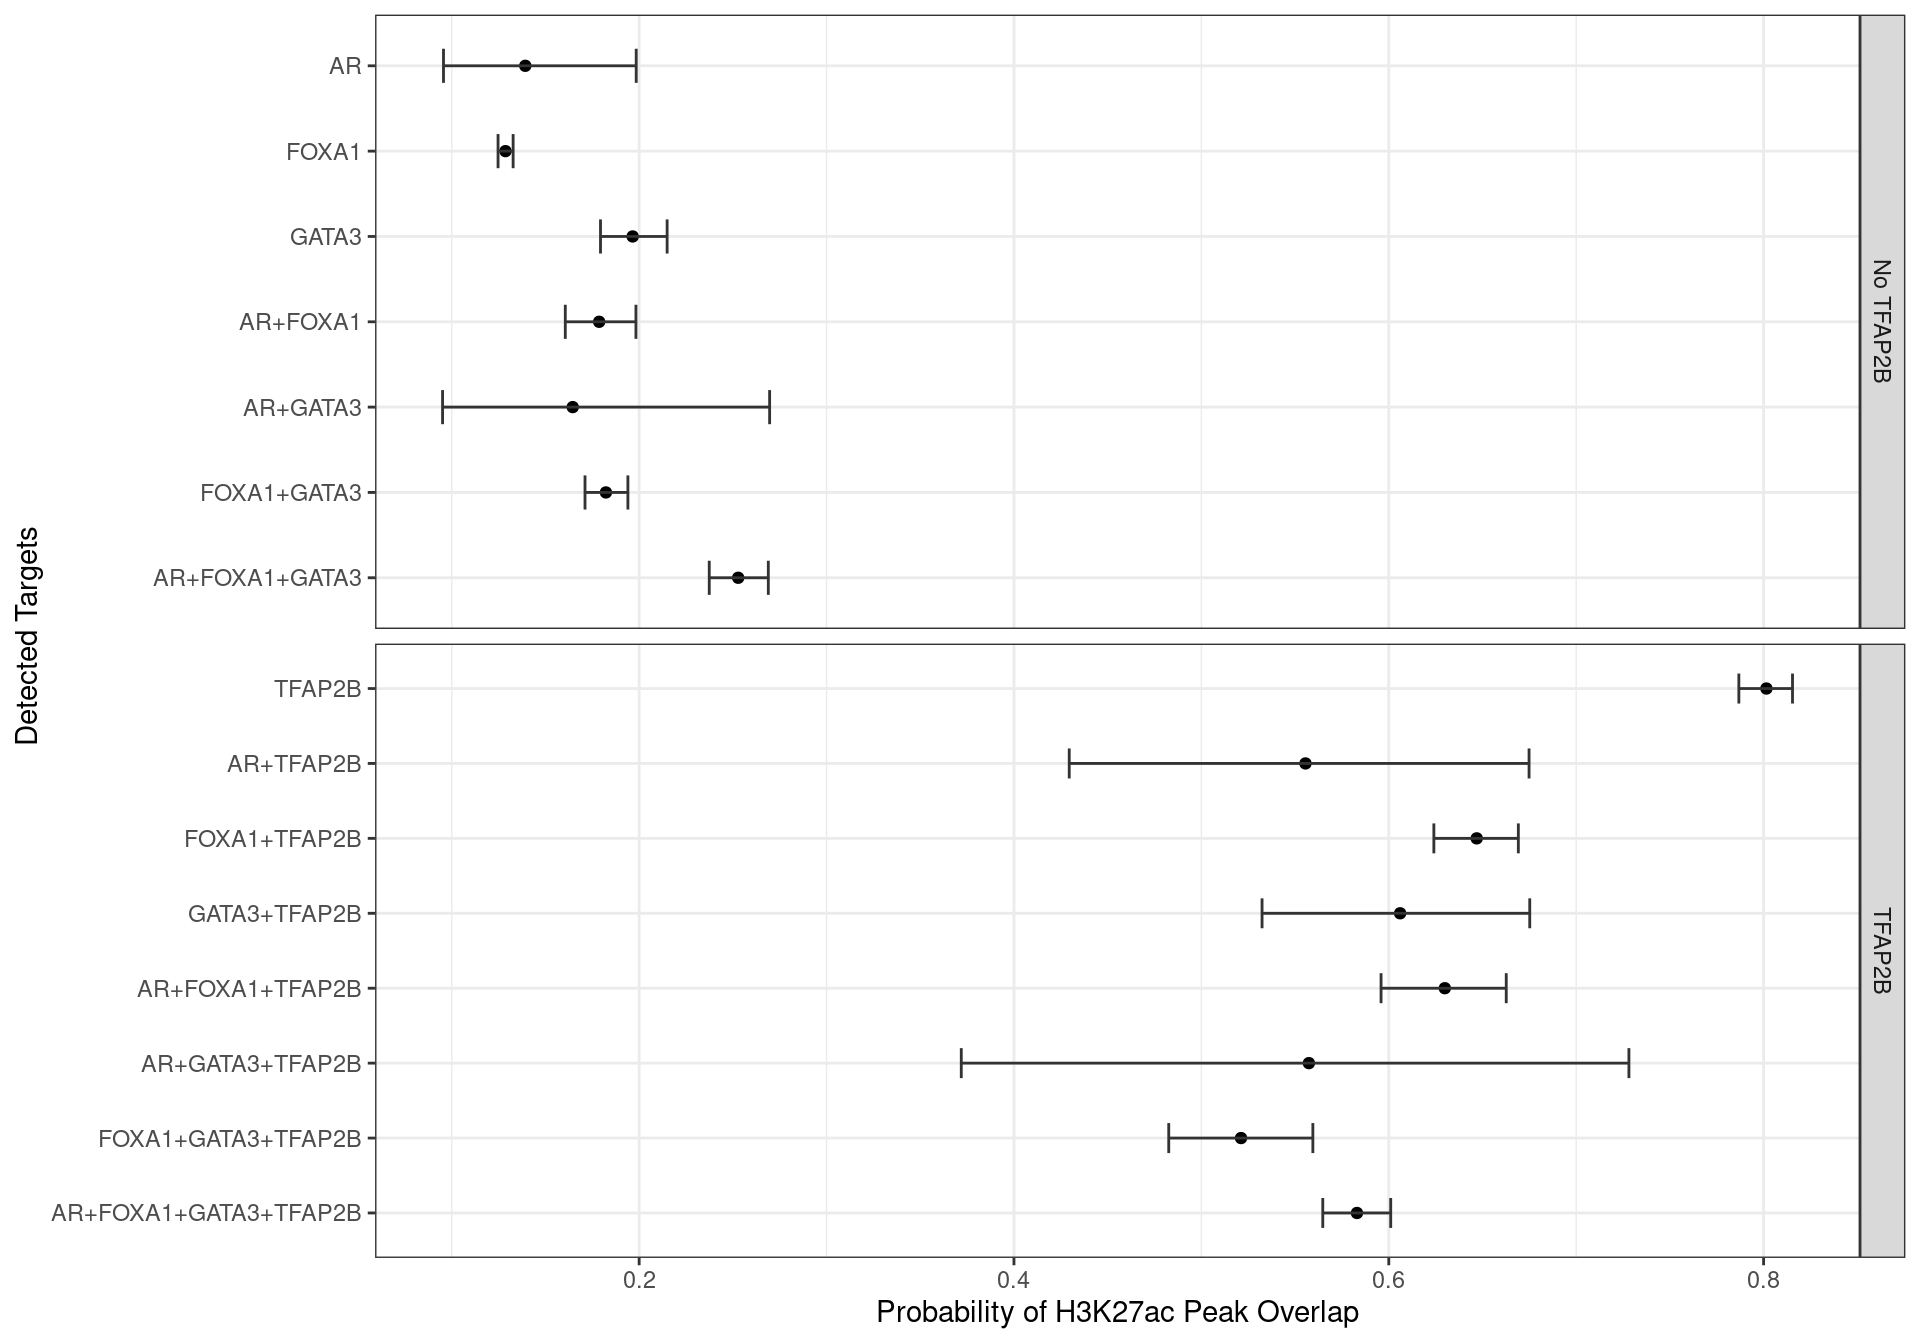 Detected Targets
AR
FOXA1
GATA3
AR+FOXA1
AR+GATA3
FOXA1+GATA3
AR+FOXA1+GATA3
No TFAP2B
TFAP2B
AR+TFAP2B
FOXA1+TFAP2B
GATA3+TFAP2B
AR+FOXA1+TFAP2B
AR+GATA3+TFAP2B
FOXA1+GATA3+TFAP2B
AR+FOXA1+GATA3+TFAP2B
TFAP2B
0.2 0.4 0.6 0.8
Probability of H3K27ac Peak Overlap